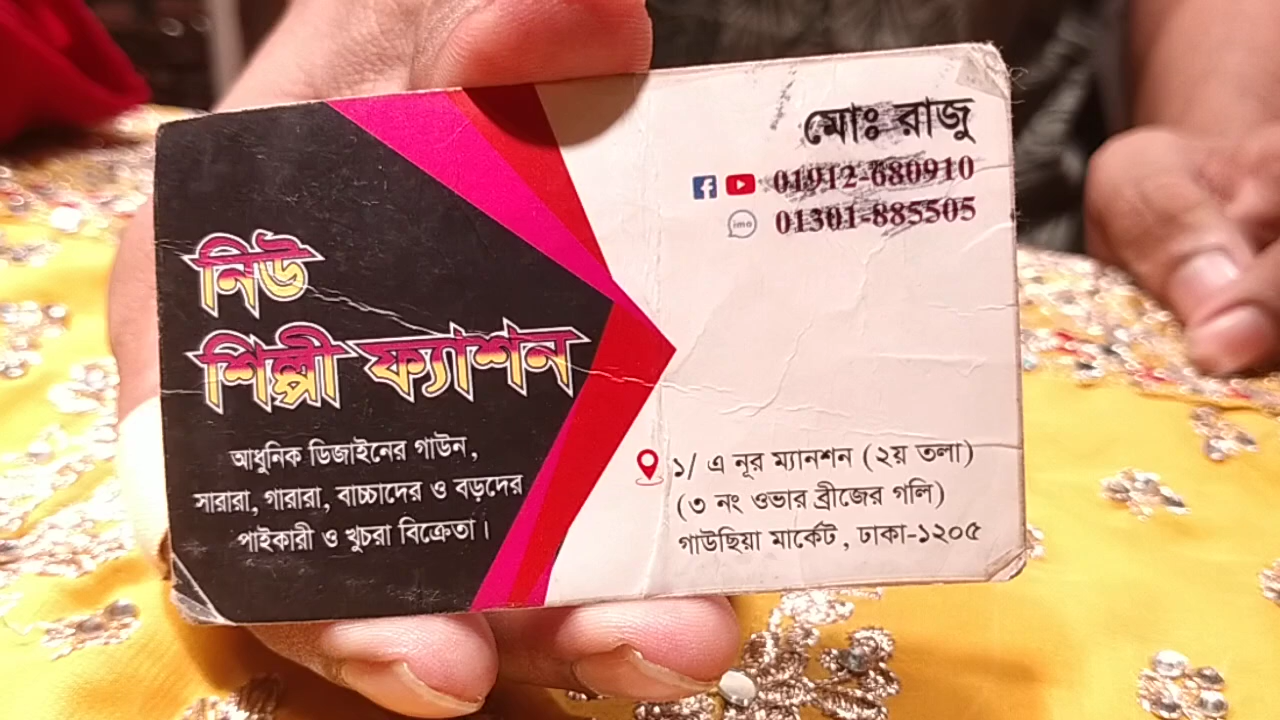 নিউ
শিল্পী ফ্যাশন
আধুনিক ডিজাইনের গাউন,
সারারা, গারারা, বাচ্চাদের ও বড়দের
পাইকারী ও খুচরা বিক্রেতা।
মোঃ রাজু
01912-680910
imo 01301-885505
১/ এ নূর ম্যানশন (২য় তলা)
(৩ নং ওভার ব্রীজের গলি)
গাউছিয়া মার্কেট, ঢাকা-১২০৫